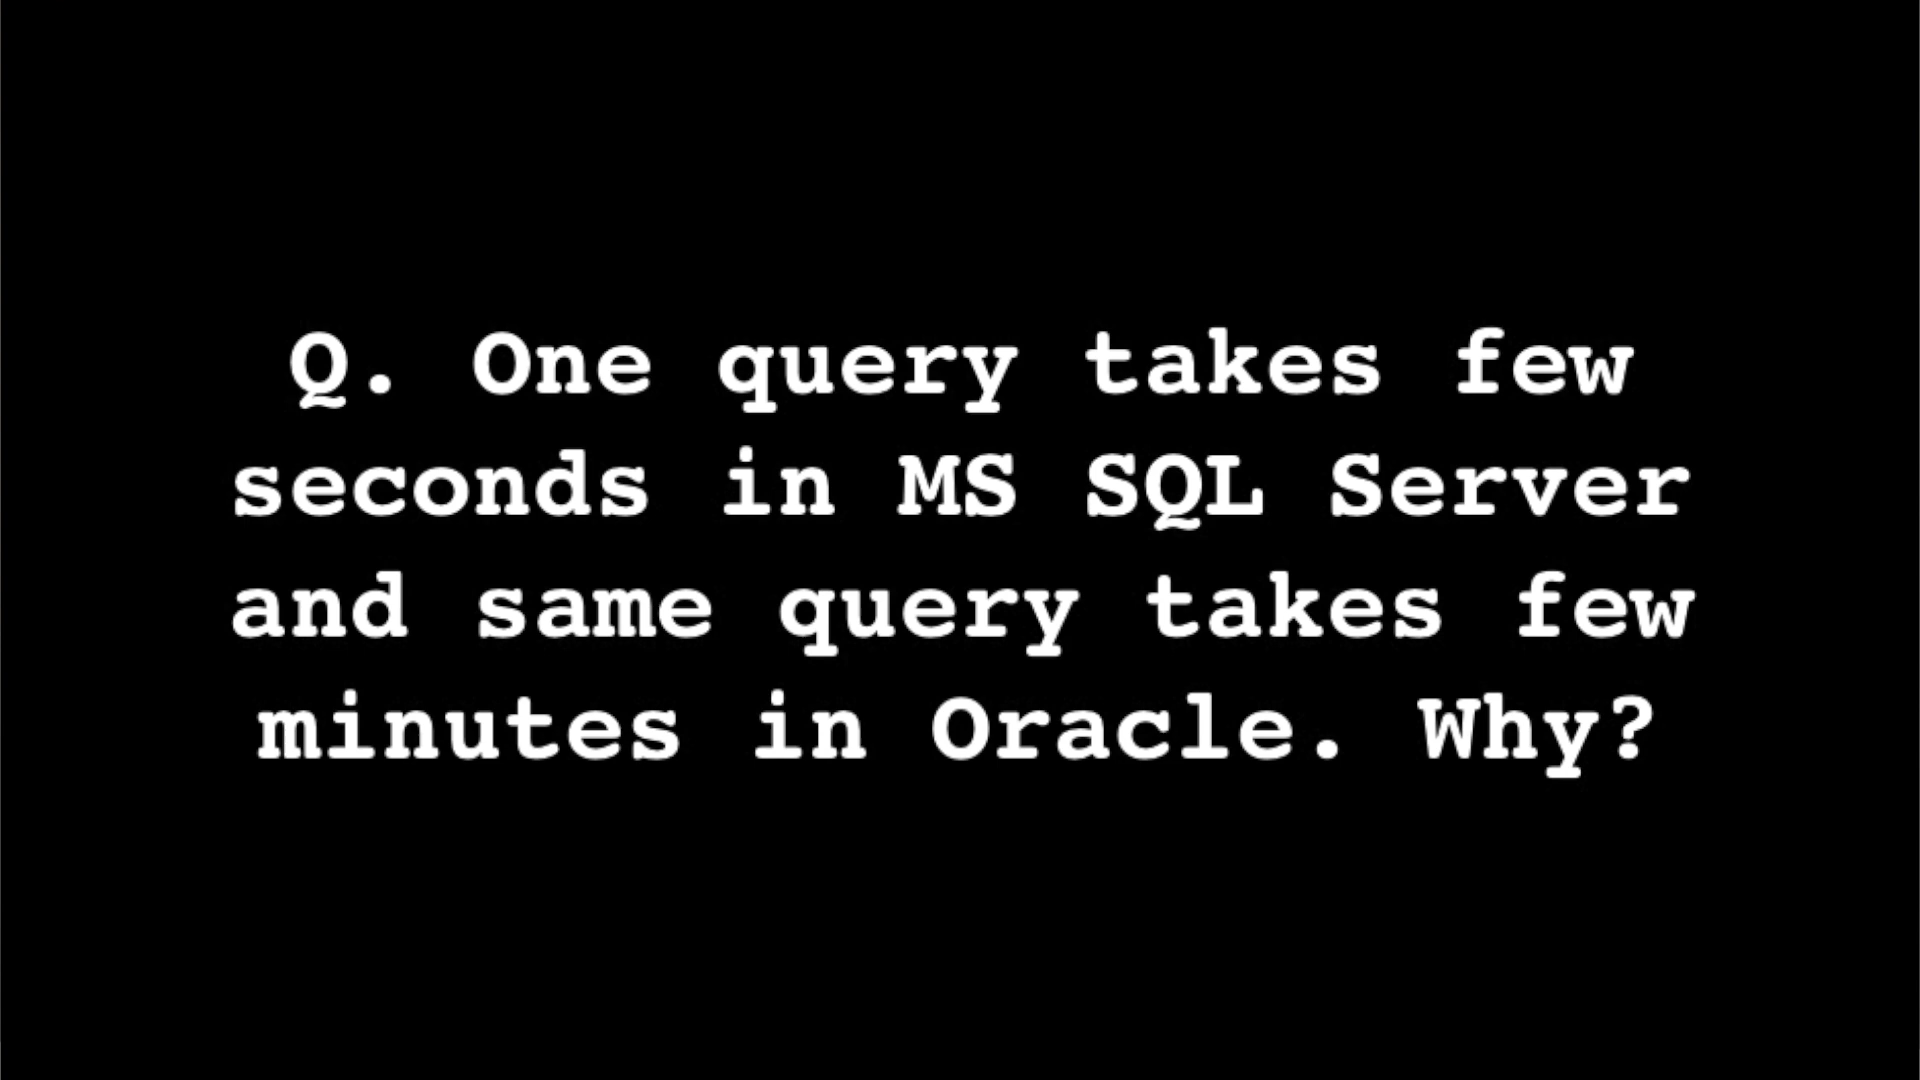 Q. One query takes few
seconds in MS SQL Server
and same query takes few
minutes in Oracle. Why?